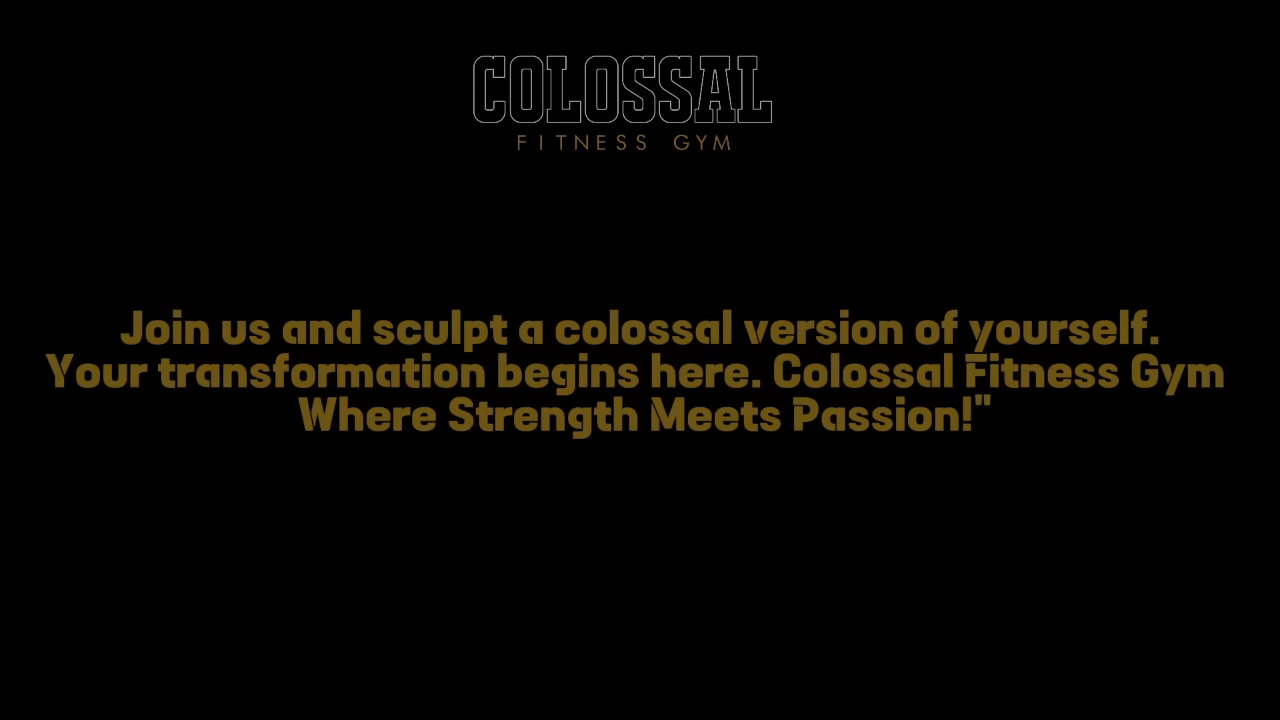 COLOSSAL
FITNESS GYM
Join us and sculpt a colossal version of yourself.
Your transformation begins here. Colossal Fitness Gym
Where Strength Meets Passion!"